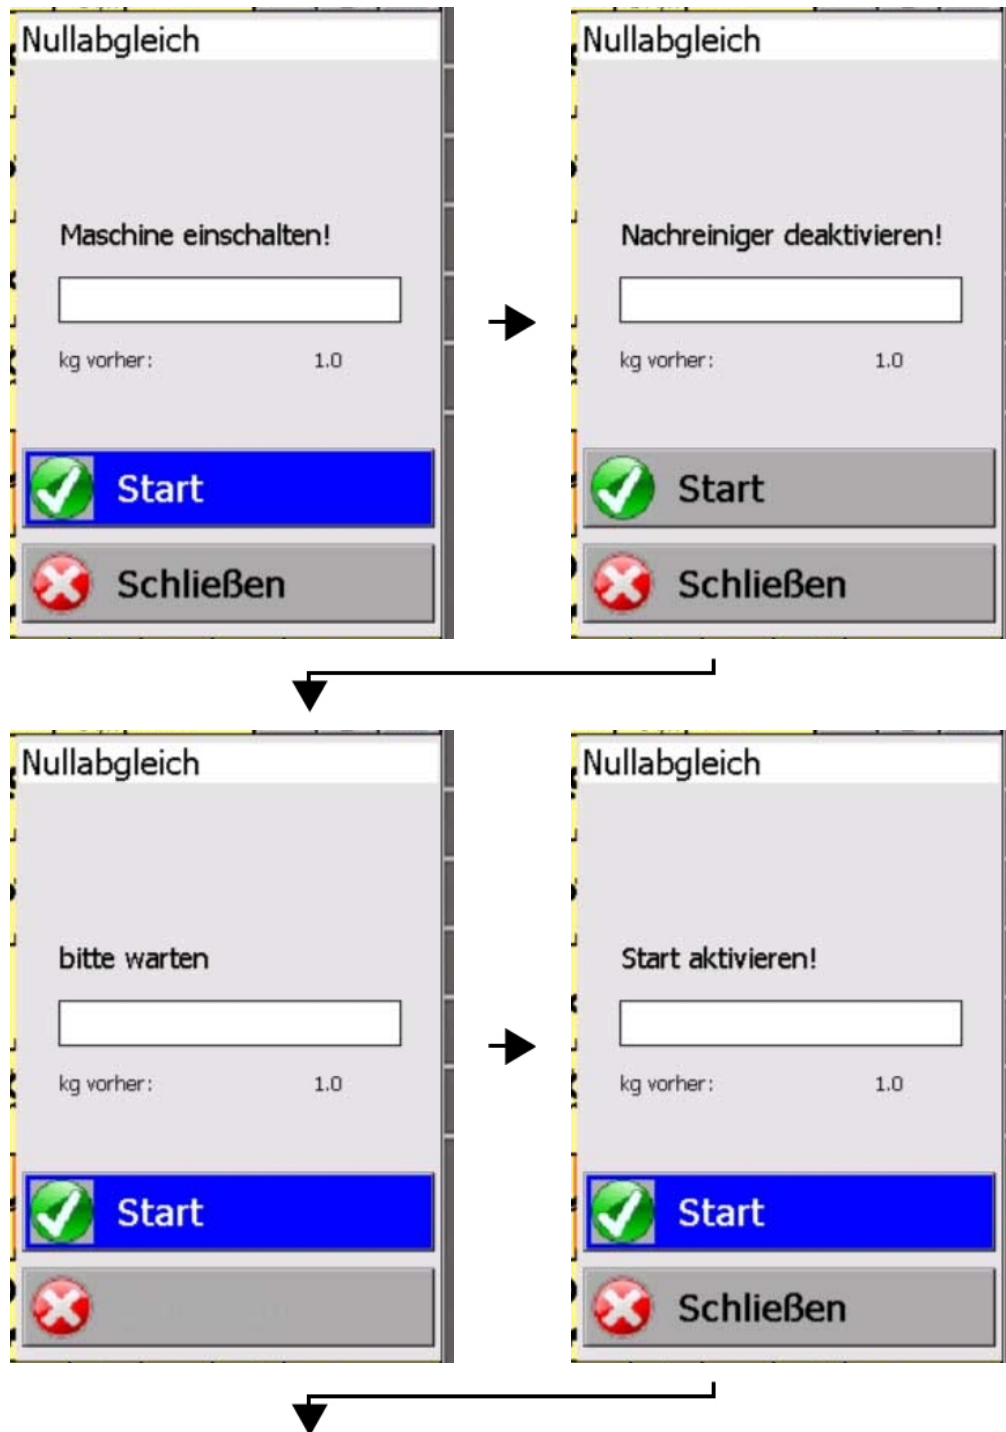 Nullabgleich
Maschine einschalten!
kg vorher: 1.0
Start
Schließen
Nullabgleich
Nachreiniger deaktivieren!
kg vorher: 1.0
Start
Schließen
Nullabgleich
bitte warten
kg vorher: 1.0
Start
Nullabgleich
Start aktivieren!
kg vorher: 1.0
Start
Schließen